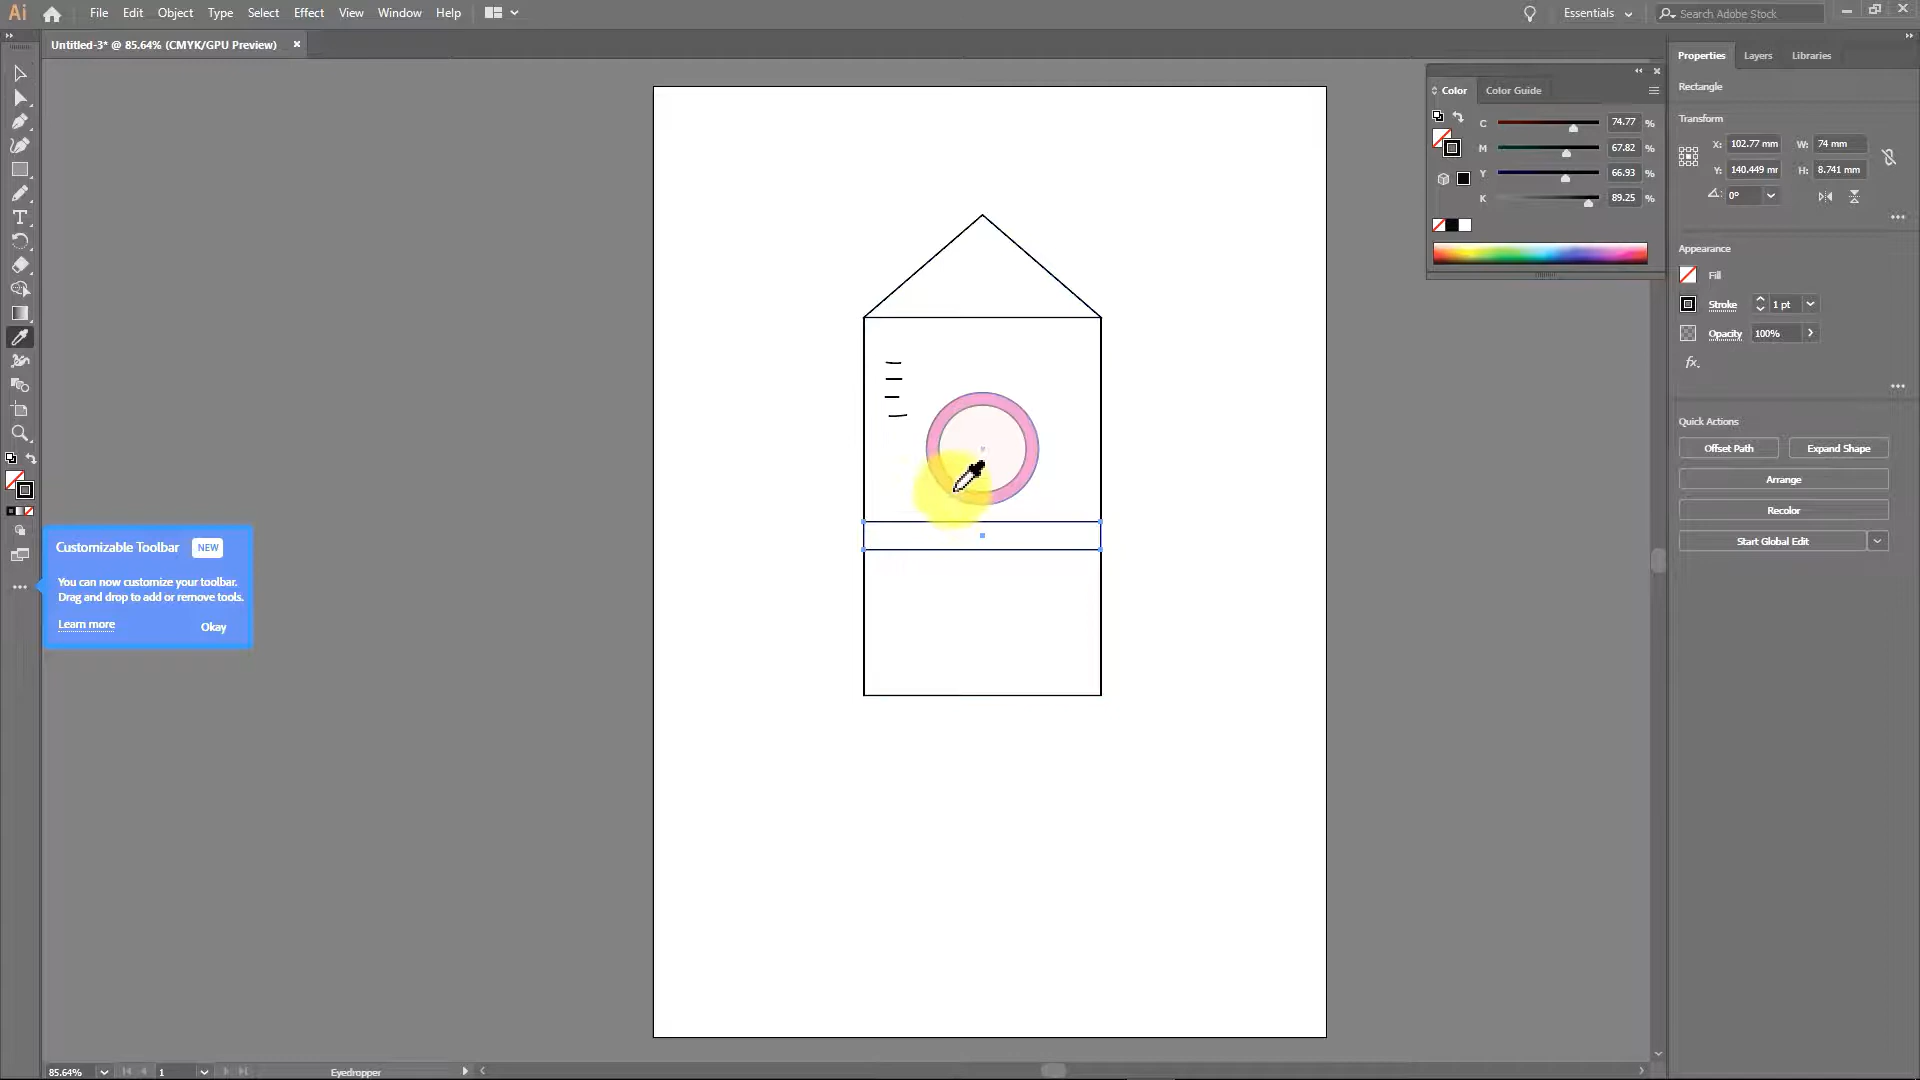 Ai File Edit Object Type Select Effect View Window Help Essentials Search Adobe Stock
Untitled-3* @ 85.64% (CMYK/GPU Preview) ×
Color Color Guide
C 74.77 %
M 67.82 %
Y 66.93 %
K 89.25 %
Properties Layers Libraries
Rectangle
Transform
X: 102.77 mm W: 74 mm
Y: 140.449 mr H: 8.741 mm
0°
Appearance
Fill
Stroke 1 pt
Opacity 100%
fx.
Quick Actions
Offset Path Expand Shape
Arrange
Recolor
Start Global Edit
Customizable Toolbar NEW
You can now customize your toolbar.
Drag and drop to add or remove tools.
Learn more Okay
85.64% 1 Eyedropper